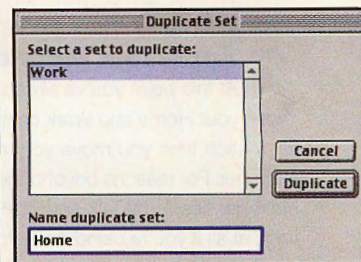 Duplicate Set
Select a set to duplicate:
Work
Cancel
Duplicate
Name duplicate set:
Home